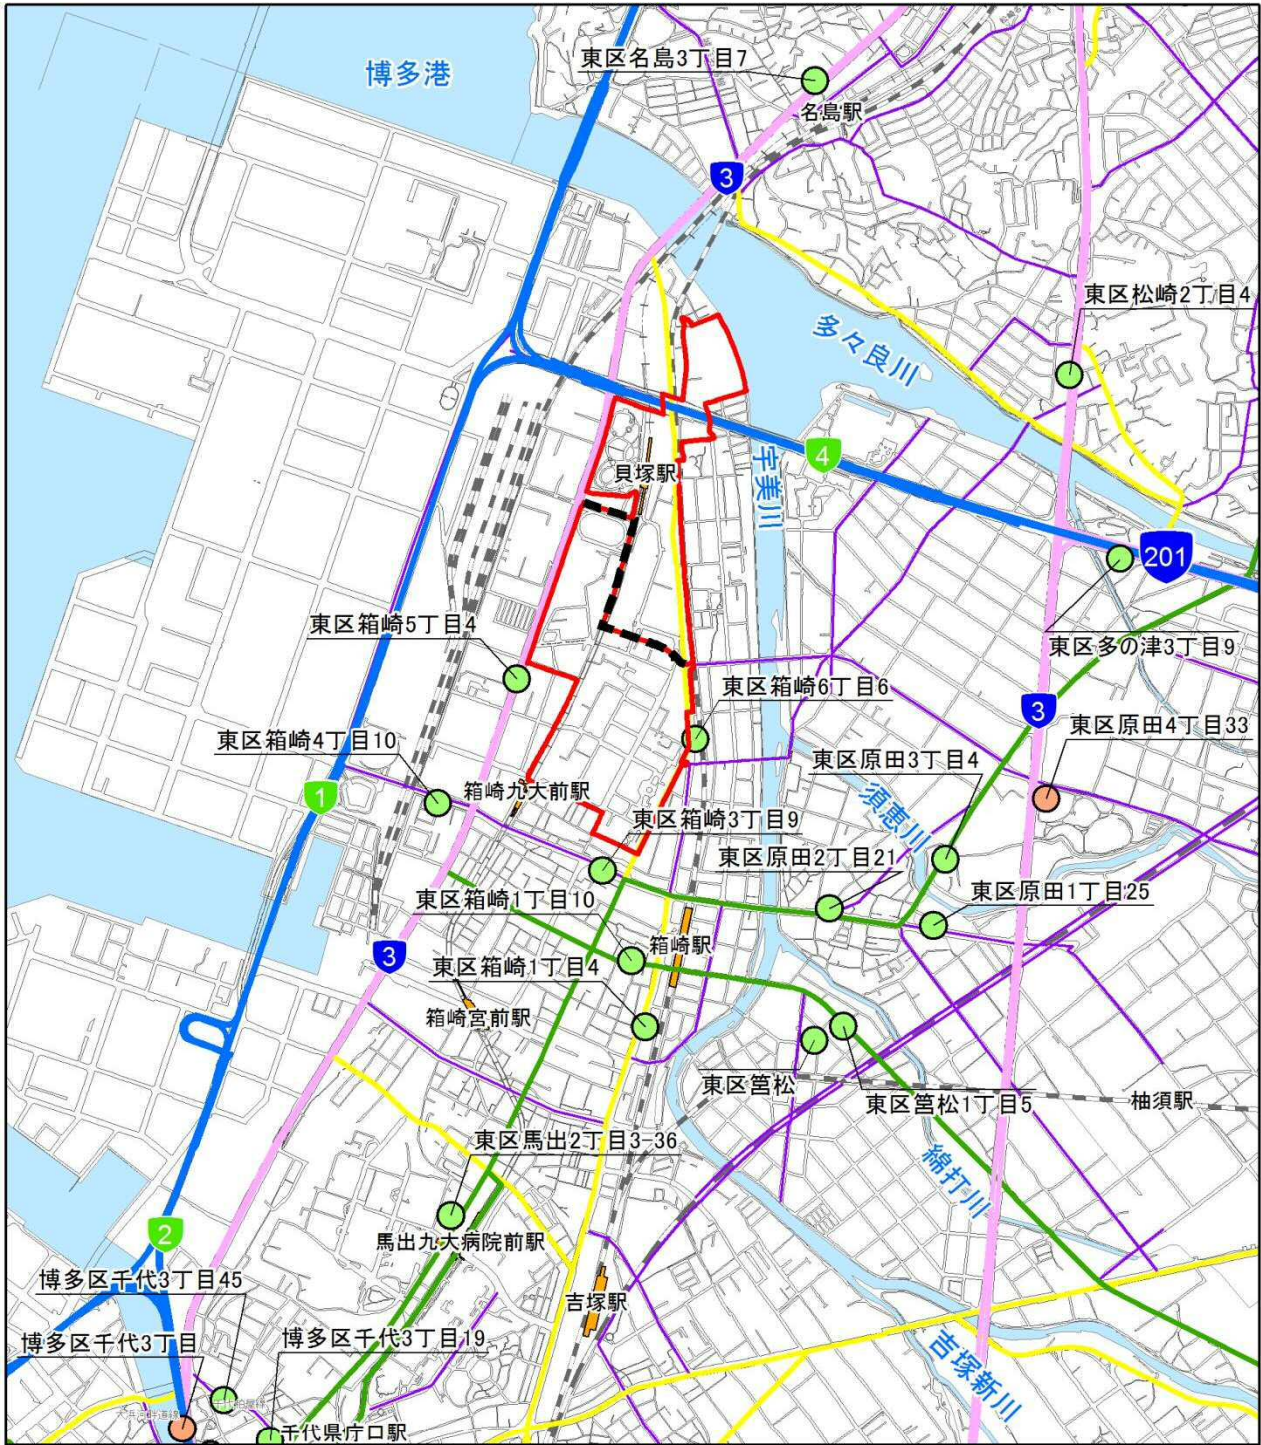 博多港
東区名島3丁目7
名島駅
3
東区松崎2丁目4
多々良川
4
宇美川
貝塚駅
201
東区箱崎5丁目4
東区多の津3丁目9
東区箱崎6丁目6
3
東区原田4丁目33
東区箱崎4丁目10
東区原田3丁目4
1
箱崎九大前駅
須恵川
東区箱崎3丁目9
東区原田2丁目21
東区箱崎1丁目10
東区原田1丁目25
箱崎駅
3
東区箱崎1丁目4
箱崎宮前駅
東区筥松
東区筥松1丁目5
柚須駅
東区馬出2丁目3-36
綿打川
2
馬出九大病院前駅
博多区千代3丁目45
吉塚駅
博多区千代3丁目
博多区千代3丁目19
吉塚新川
千代県庁口駅